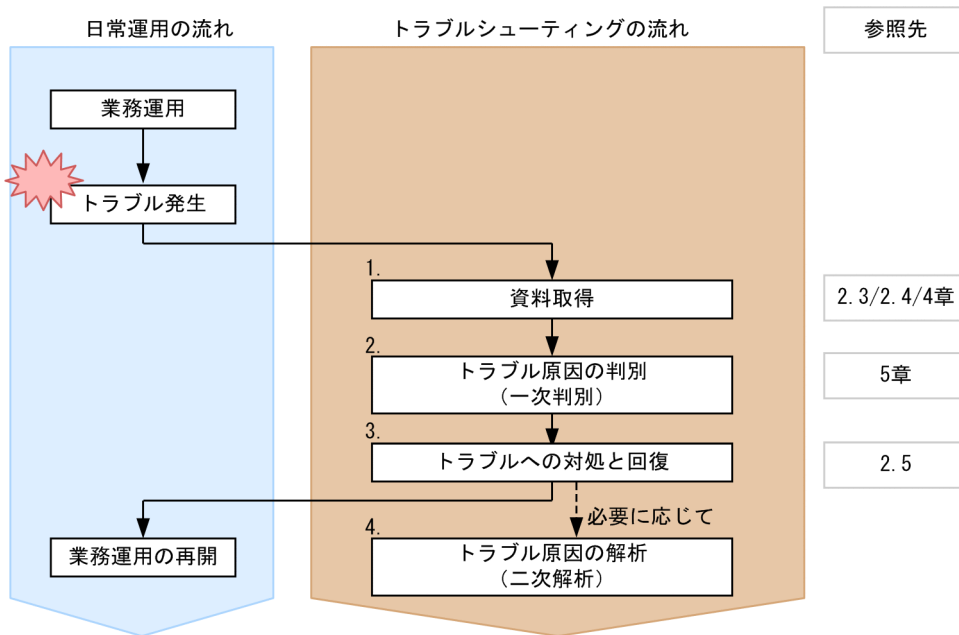 日常運用の流れ
トラブルシューティングの流れ
参照先
業務運用
トラブル発生
1.
資料取得
2.3/2.4/4章
2.
トラブル原因の判別
（一次判別）
5章
3.
トラブルへの対処と回復
2.5
必要に応じて
4.
業務運用の再開
トラブル原因の解析
（二次解析）